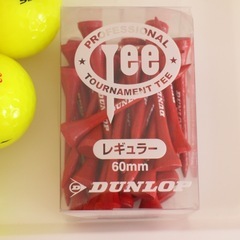 PROFESSIONAL
Tee
TOURNAMENT TEE
レギュラー
60mm
DUNLOP